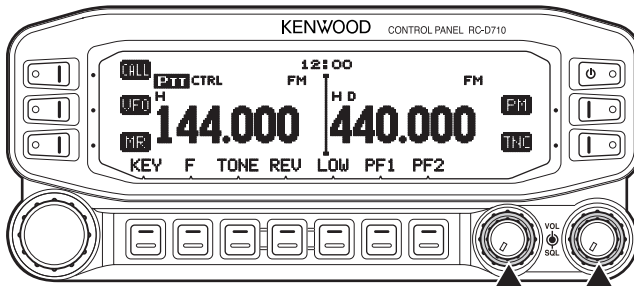 KENWOOD CONTROL PANEL RC-D710
12:00
CALL PTT CTRL FM FM
H H D
VFO 144.000 440.000 PM
MR TNC
KEY F TONE REV LOW PF1 PF2
VOL
SQL